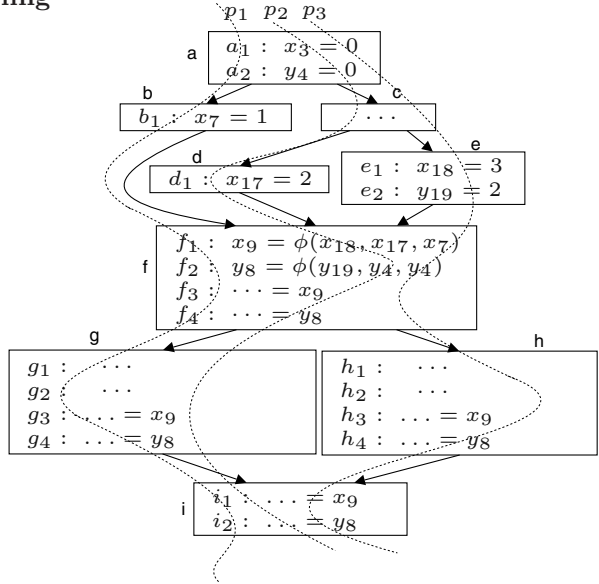 ning
p₁ p₂ p₃
a
a₁ : x₃ = 0
a₂ : y₄ = 0
b
b₁ : x₇ = 1
c
· · ·
d
d₁ : x₁₇ = 2
e
e₁ : x₁₈ = 3
e₂ : y₁₉ = 2
f
f₁ : x₉ = ϕ(x₁₈, x₁₇, x₇)
f₂ : y₈ = ϕ(y₁₉, y₄, y₄)
f₃ : · · · = x₉
f₄ : · · · = y₈
g
g₁ : · · ·
g₂ : · · ·
g₃ : . . . = x₉
g₄ : . . . = y₈
h
h₁ : · · ·
h₂ : · · ·
h₃ : . . . = x₉
h₄ : . . . = y₈
i
i₁ : . . . = x₉
i₂ : . . . = y₈